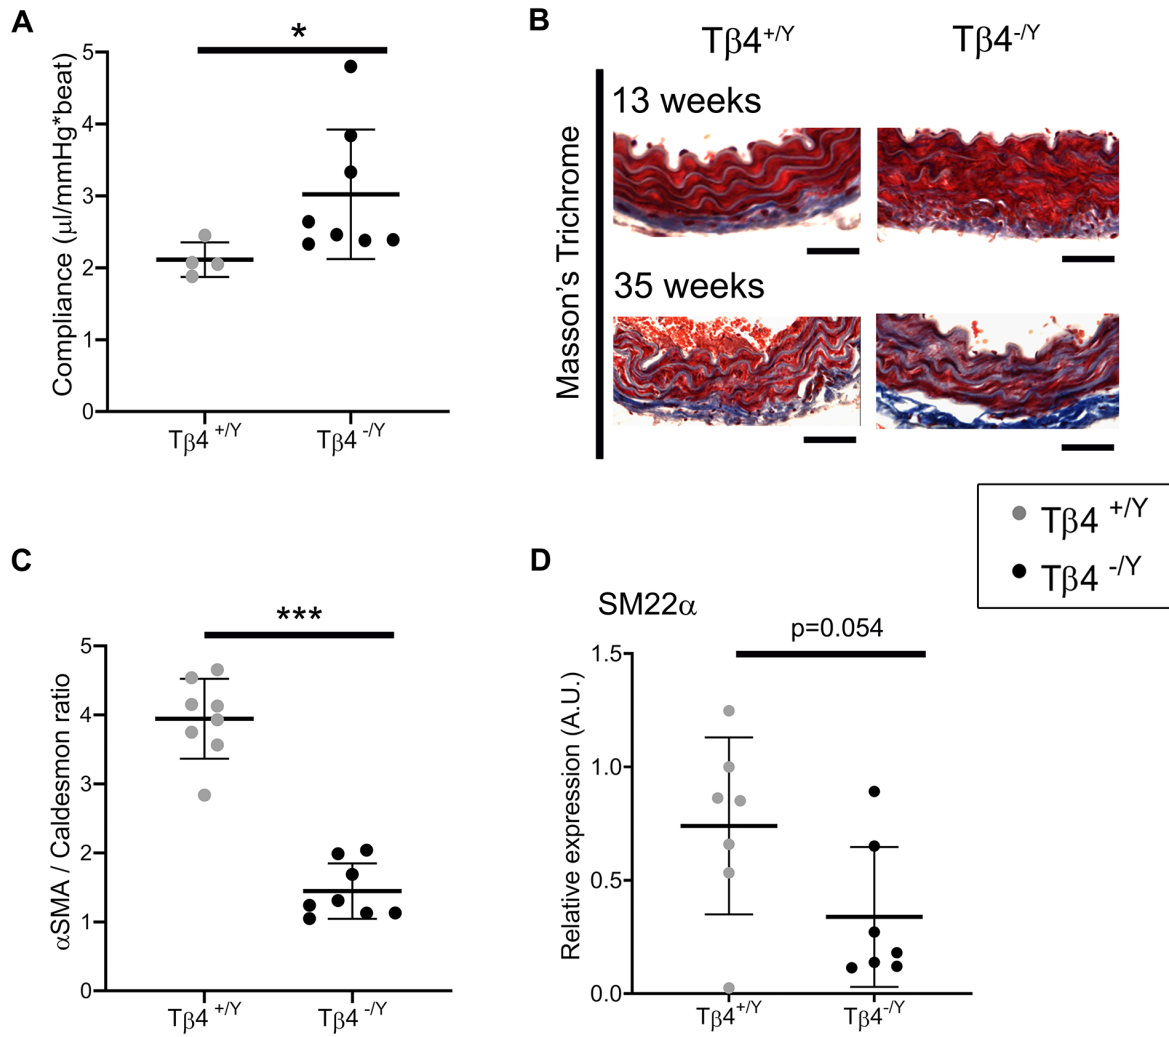 A
*
Compliance (μl/mmHg*beat)
5
4
3
2
1
0
Tβ4 +/Y
Tβ4 -/Y
B
Tβ4+/Y
Tβ4-/Y
Masson's Trichrome
13 weeks
35 weeks
Tβ4 +/Y
Tβ4 -/Y
C
***
αSMA / Caldesmon ratio
5
4
3
2
1
0
Tβ4 +/Y
Tβ4 -/Y
D
SM22α
p=0.054
Relative expression (A.U.)
1.5
1.0
0.5
0.0
Tβ4+/Y
Tβ4-/Y